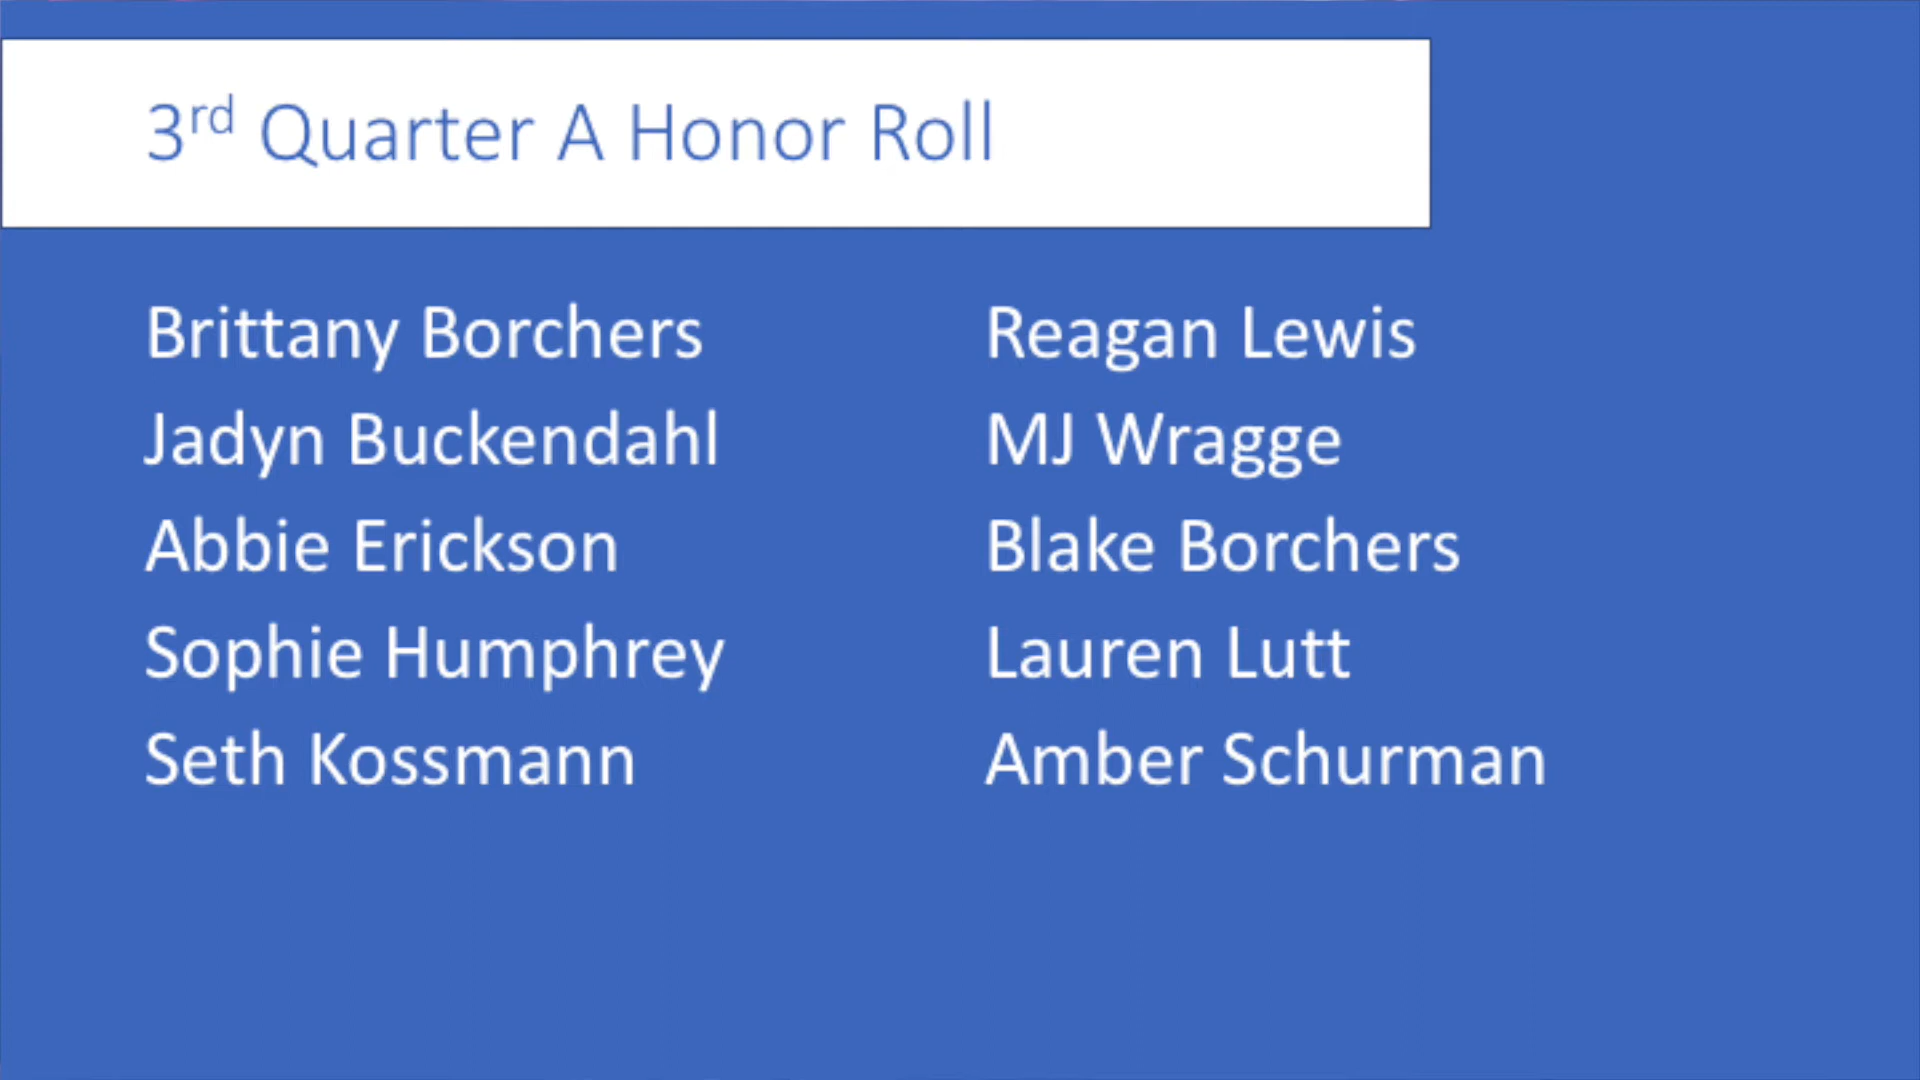 3rd Quarter A Honor Roll
Brittany Borchers
Jadyn Buckendahl
Abbie Erickson
Sophie Humphrey
Seth Kossmann
Reagan Lewis
MJ Wragge
Blake Borchers
Lauren Lutt
Amber Schurman